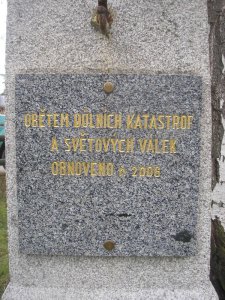 OBĚTEM DŮLNÍCH KATASTROF
A SVĚTOVÝCH VÁLEK
OBNOVENO 2006